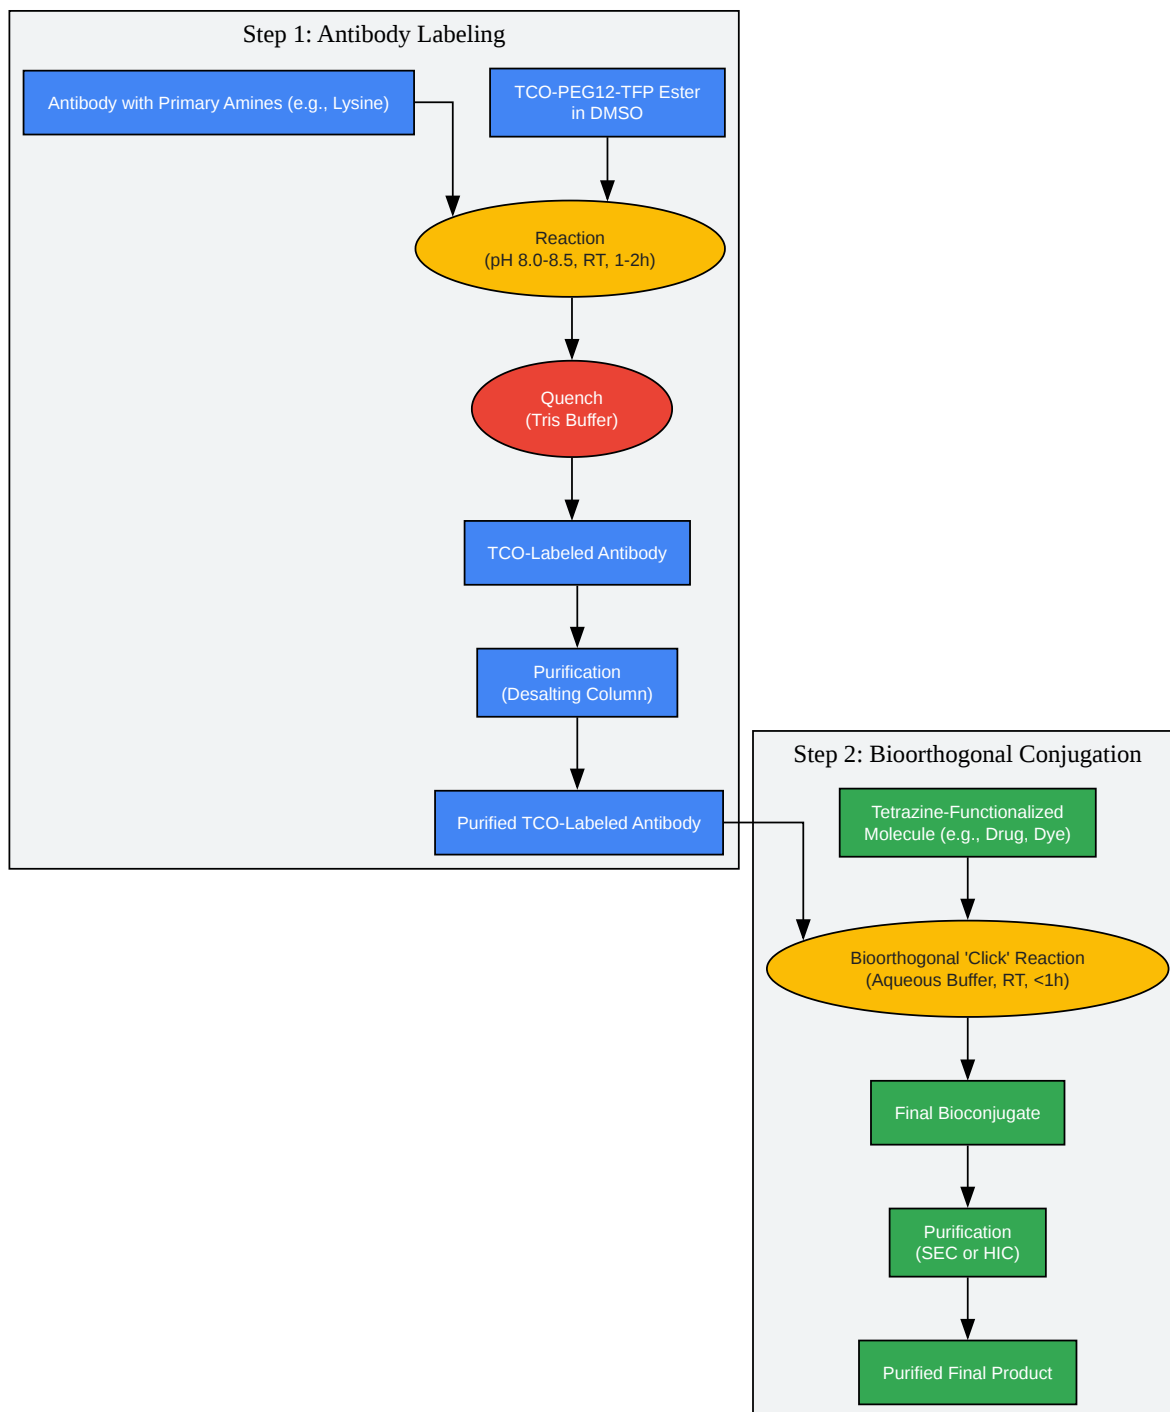 Step 1: Antibody Labeling
Antibody with Primary Amines (e.g., Lysine)
TCO-PEG12-TFP Ester
in DMSO
Reaction
(pH 8.0-8.5, RT, 1-2h)
Quench
(Tris Buffer)
TCO-Labeled Antibody
Purification
(Desalting Column)
Purified TCO-Labeled Antibody
Step 2: Bioorthogonal Conjugation
Tetrazine-Functionalized
Molecule (e.g., Drug, Dye)
Bioorthogonal 'Click' Reaction
(Aqueous Buffer, RT, <1h)
Final Bioconjugate
Purification
(SEC or HIC)
Purified Final Product